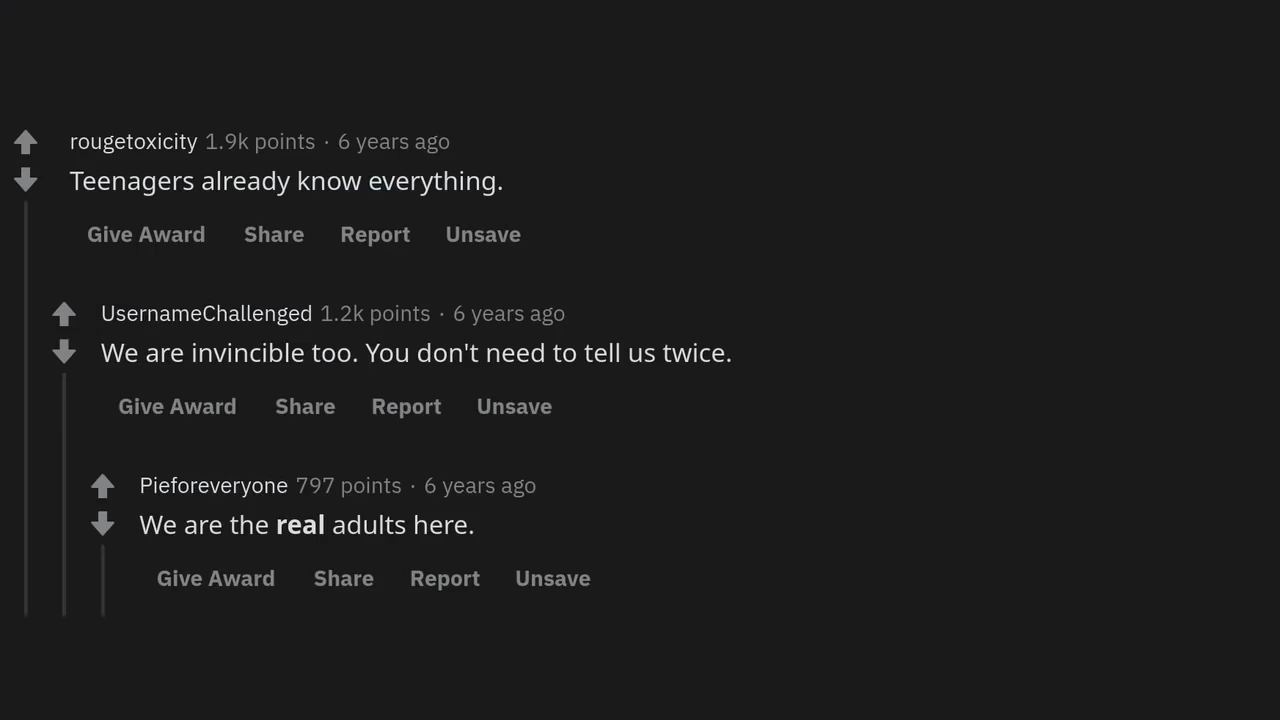 rougetoxicity 1.9k points · 6 years ago
Teenagers already know everything.
Give Award Share Report Unsave
UsernameChallenged 1.2k points · 6 years ago
We are invincible too. You don't need to tell us twice.
Give Award Share Report Unsave
Pieforeveryone 797 points · 6 years ago
We are the real adults here.
Give Award Share Report Unsave